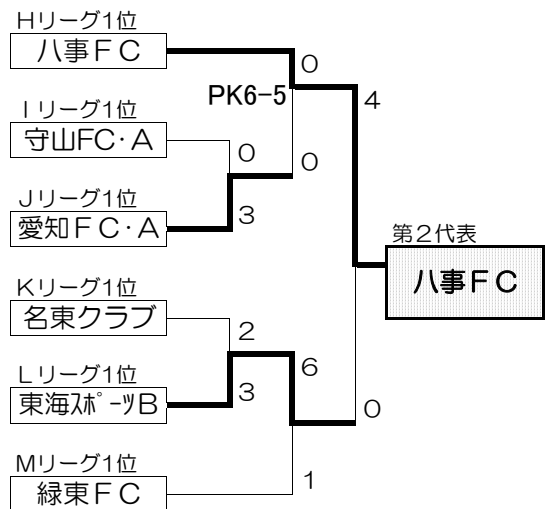 Hリーグ1位
八事ＦＣ
0
PK6-5
4
Iリーグ1位
守山FC・A
0
0
Jリーグ1位
3
愛知ＦＣ・A
第2代表
八事ＦＣ
Kリーグ1位
名東クラブ
2
6
Lリーグ1位
3
東海ｽﾎﾟｰﾂB
0
Mリーグ1位
1
緑東ＦＣ